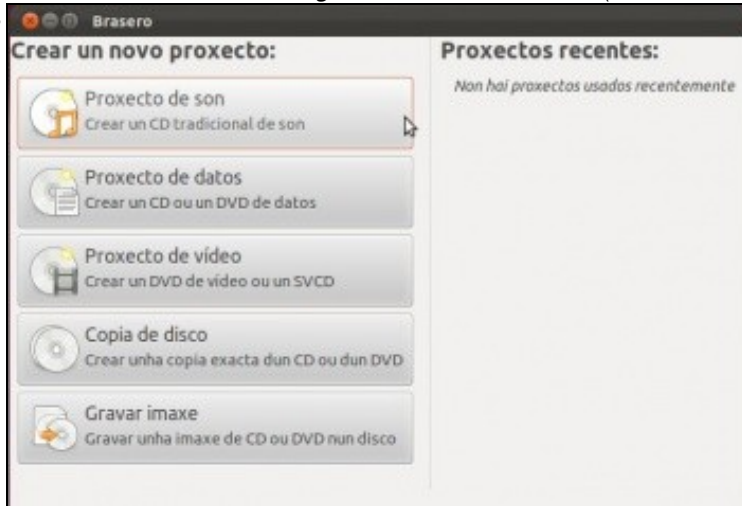 Brasero
Crear un novo proxecto:
Proxecto de son
Crear un CD tradicional de son
Proxecto de datos
Crear un CD ou un DVD de datos
Proxecto de vídeo
Crear un DVD de vídeo ou un SVCD
Copia de disco
Crear unha copia exacta dun CD ou dun DVD
Gravar imaxe
Gravar unha imaxe de CD ou DVD nun disco
Proxectos recentes:
Non hai proxectos usados recentemente